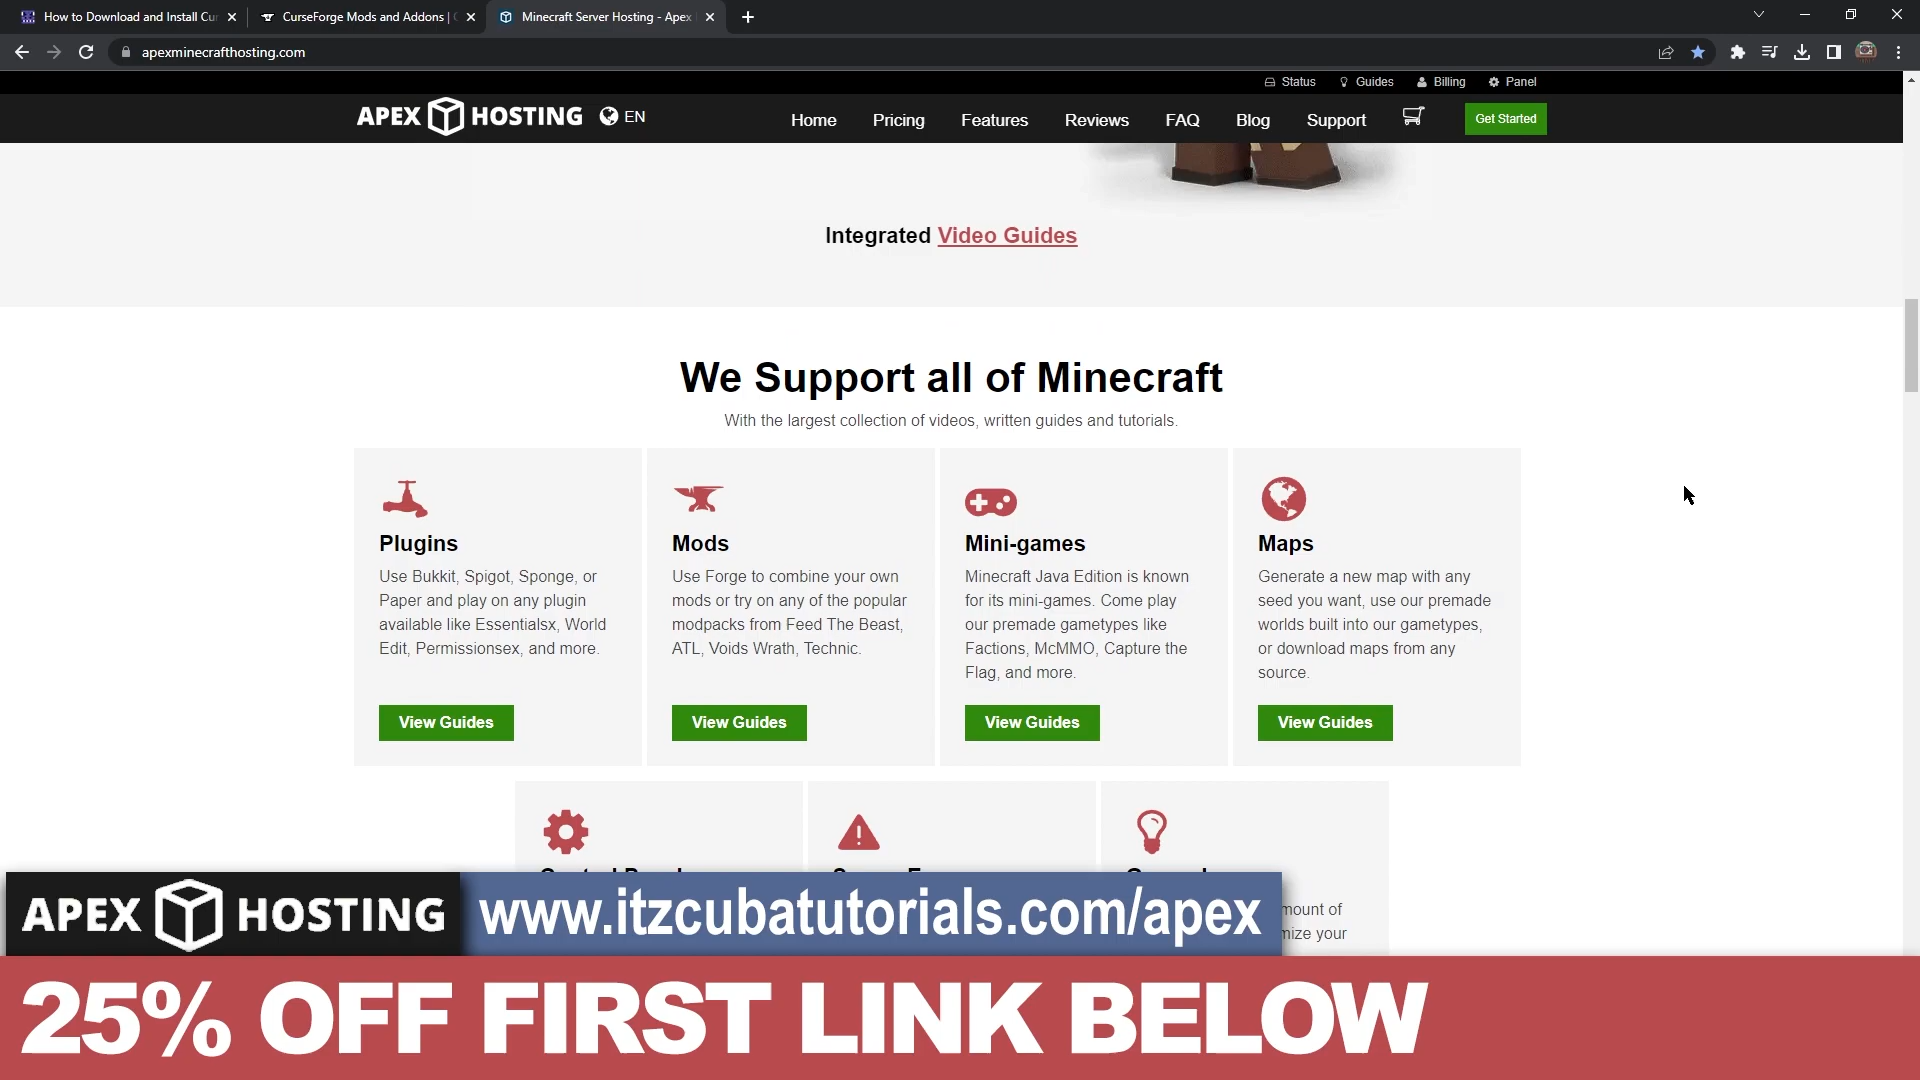 How to Download and Install Cur
CurseForge Mods and Addons |
Minecraft Server Hosting - Apex
apexminecrafthosting.com
Status
Guides
Billing
Panel
APEX HOSTING
EN
Home
Pricing
Features
Reviews
FAQ
Blog
Support
Get Started
Integrated Video Guides
We Support all of Minecraft
With the largest collection of videos, written guides and tutorials.
Plugins
Use Bukkit, Spigot, Sponge, or
Paper and play on any plugin
available like Essentialsx, World
Edit, Permissionsex, and more.
View Guides
Mods
Use Forge to combine your own
mods or try on any of the popular
modpacks from Feed The Beast,
ATL, Voids Wrath, Technic.
View Guides
Mini-games
Minecraft Java Edition is known
for its mini-games. Come play
our premade gametypes like
Factions, McMMO, Capture the
Flag, and more.
View Guides
Maps
Generate a new map with any
seed you want, use our premade
worlds built into our gametypes,
or download maps from any
source.
View Guides
mount of
mize your
APEX HOSTING
www.itzcubatutorials.com/apex
25% OFF FIRST LINK BELOW